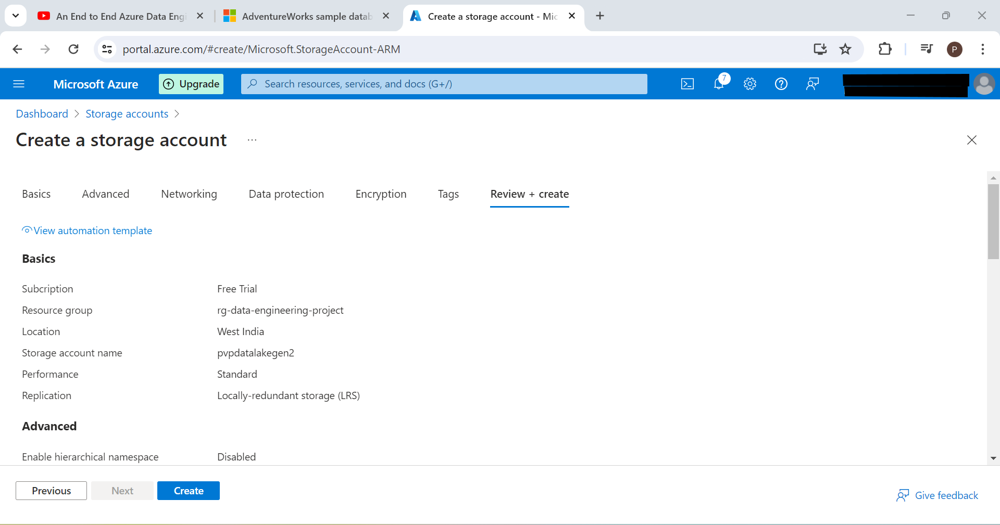 An End to End Azure Data Engi
AdventureWorks sample datab
Create a storage account - Mic
portal.azure.com/#create/Microsoft.StorageAccount-ARM
P
Microsoft Azure
Upgrade
Search resources, services, and docs (G+/)
7
Dashboard > Storage accounts >
Create a storage account ...
Basics Advanced Networking Data protection Encryption Tags Review + create
View automation template
Basics
Subcription Free Trial
Resource group rg-data-engineering-project
Location West India
Storage account name pvpdatalakegen2
Performance Standard
Replication Locally-redundant storage (LRS)
Advanced
Enable hierarchical namespace Disabled
Previous Next Create
Give feedback